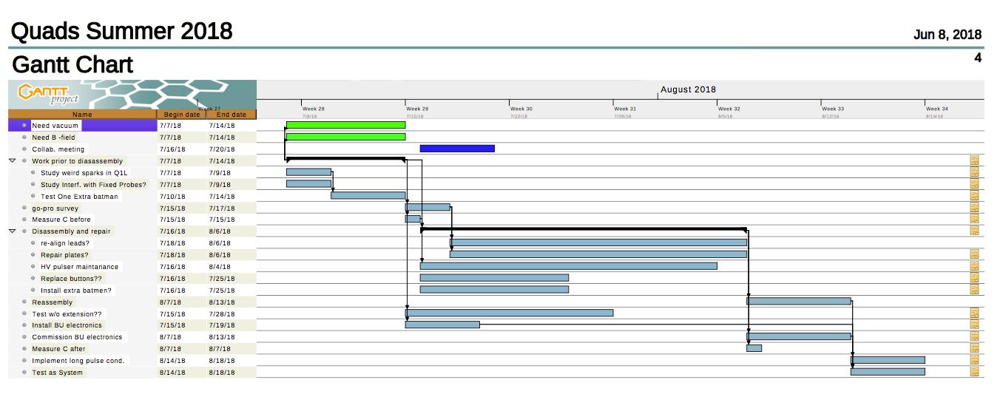 Quads Summer 2018
Jun 8, 2018
Gantt Chart
4
GANTT project
August 2018
Week 27 Week 28 Week 29 Week 30 Week 31 Week 32 Week 33 Week 34
7/8/18 7/15/18 7/22/18 7/29/18 8/5/18 8/12/18 8/19/18
Name Begin date End date
Need vacuum 7/7/18 7/14/18
Need B -field 7/7/18 7/14/18
Collab. meeting 7/16/18 7/20/18
Work prior to diasassembly 7/7/18 7/14/18
Study weird sparks in Q1L 7/7/18 7/9/18
Study Interf. with Fixed Probes? 7/7/18 7/9/18
Test One Extra batman 7/10/18 7/14/18
go-pro survey 7/15/18 7/17/18
Measure C before 7/15/18 7/15/18
Disassembly and repair 7/16/18 8/6/18
re-align leads? 7/18/18 8/6/18
Repair plates? 7/18/18 8/6/18
HV pulser maintanance 7/16/18 8/4/18
Replace buttons?? 7/16/18 7/25/18
Install extra batmen? 7/16/18 7/25/18
Reassembly 8/7/18 8/13/18
Test w/o extension?? 7/15/18 7/28/18
Install BU electronics 7/15/18 7/19/18
Commission BU electronics 8/7/18 8/13/18
Measure C after 8/7/18 8/7/18
Implement long pulse cond. 8/14/18 8/18/18
Test as System 8/14/18 8/18/18